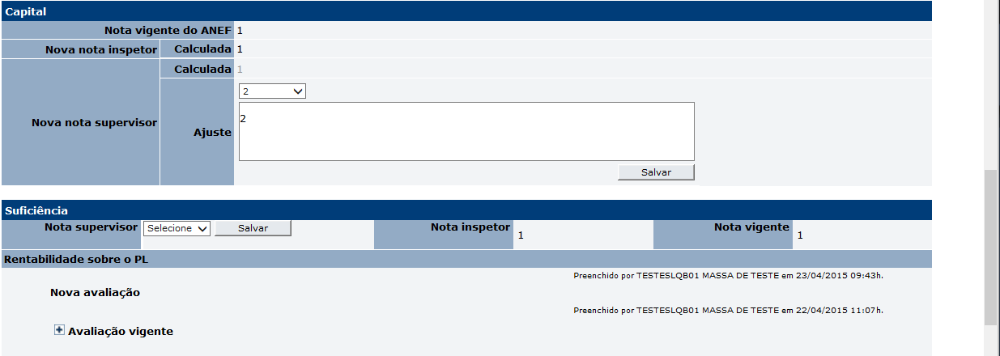 Capital
Nota vigente do ANEF 1
Nova nota inspetor Calculada 1
Calculada 1
Nova nota supervisor Ajuste
2
2
Salvar
Suficiência
Nota supervisor Selecione Salvar Nota inspetor 1 Nota vigente 1
Rentabilidade sobre o PL
Preenchido por TESTESLQB01 MASSA DE TESTE em 23/04/2015 09:43h.
Nova avaliação
Preenchido por TESTESLQB01 MASSA DE TESTE em 22/04/2015 11:07h.
Avaliação vigente